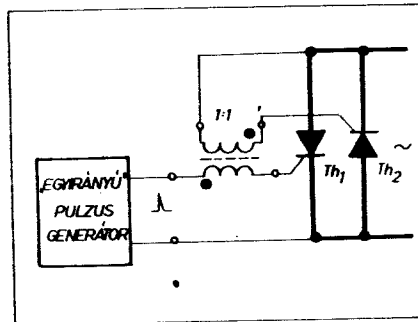 1:1
Th₁
Th₂
~
„EGYIRÁNYÚ”
PULZUS
GENERÁTOR